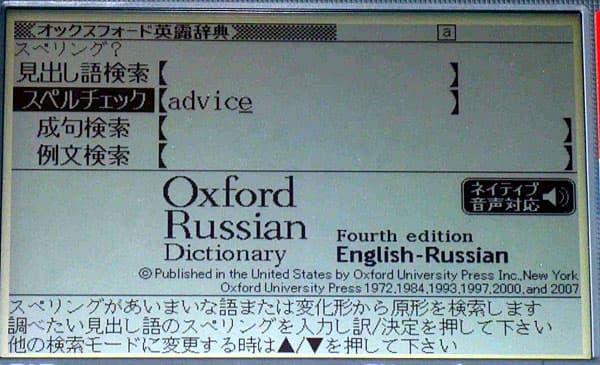 オックスフォード英露辞典 a
スペリング?
見出し語検索【 】
スペルチェック【advice 】
成句検索【 】
例文検索【 】
Oxford
Russian
Dictionary
Fourth edition
English-Russian
ネイティブ
音声対応
©Published in the United States by Oxford University Press Inc.,New York
Oxford University Press 1972,1984,1993,1997,2000,and 2007
スペリングがあいまいな語または変化形から原形を検索します
調べたい見出し語のスペリングを入力し訳/決定を押して下さい
他の検索モードに変更する時は▲/▼を押して下さい